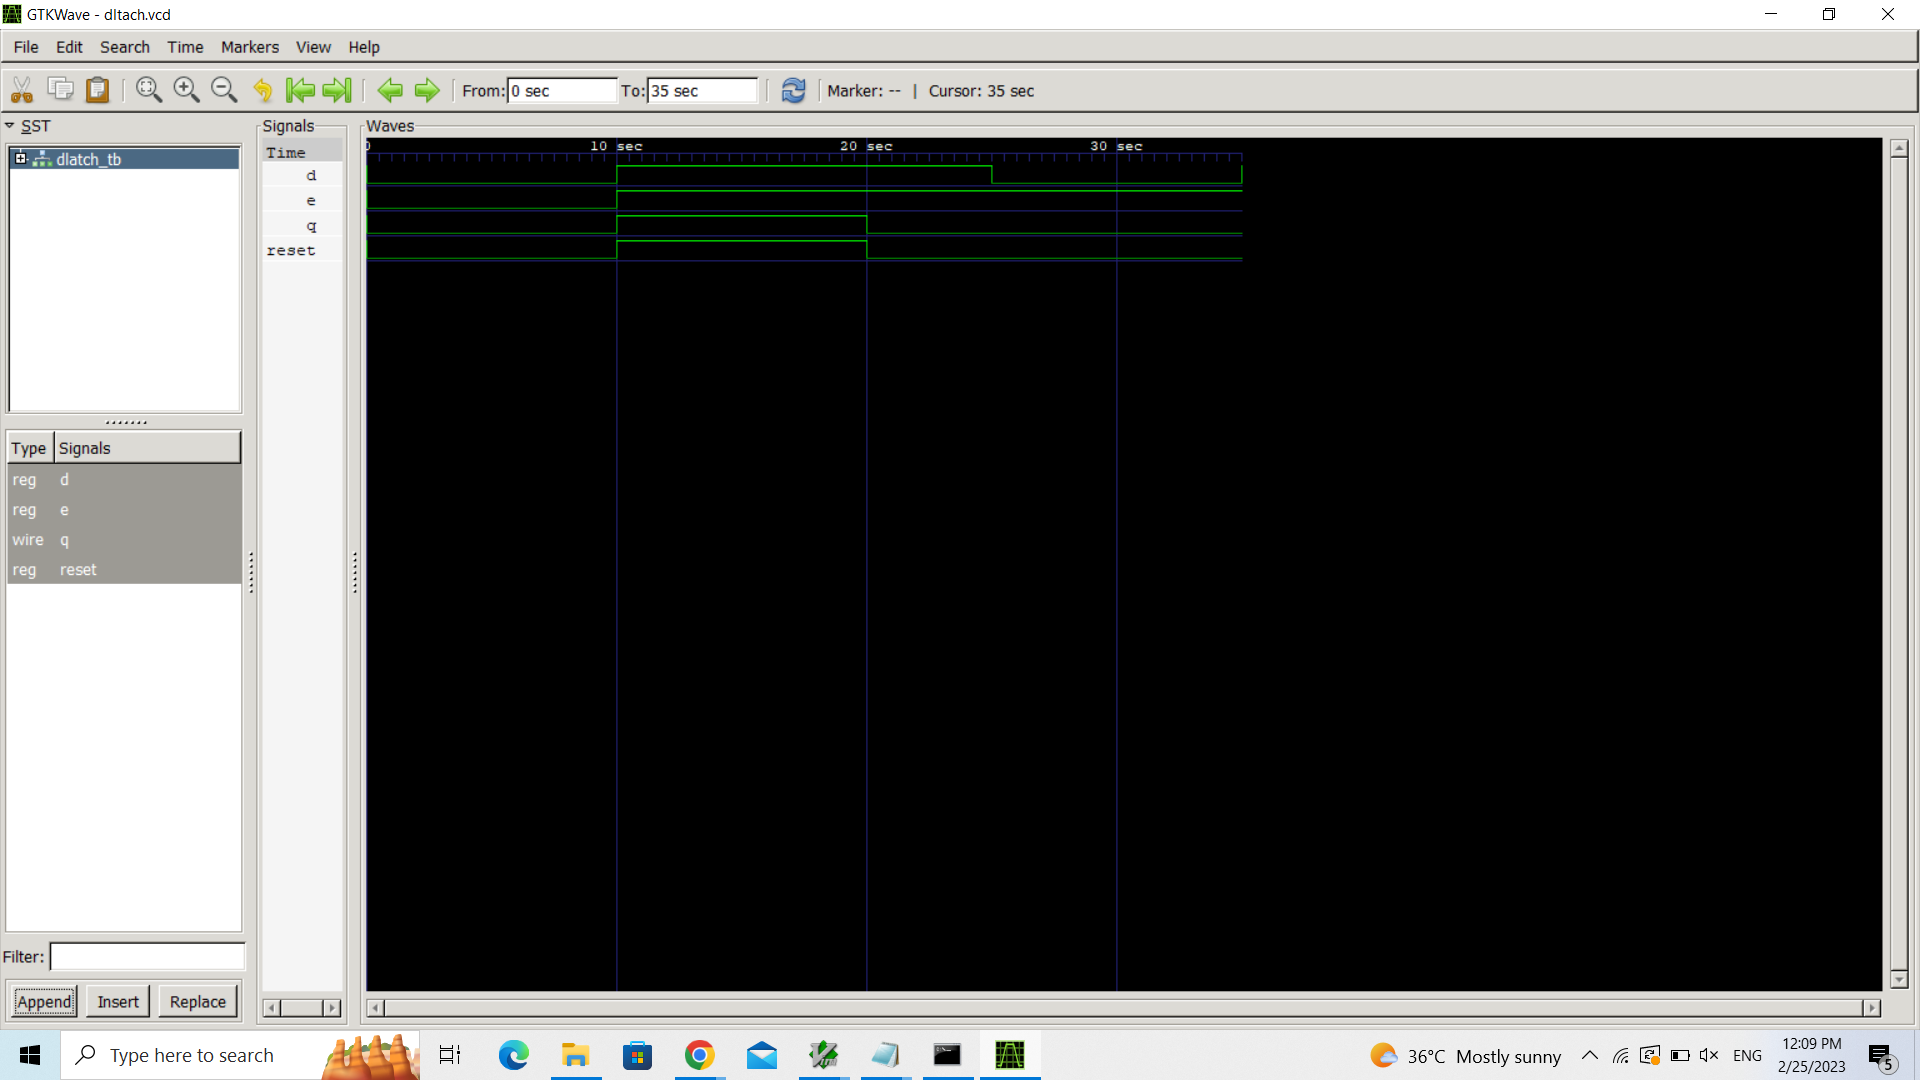 GTKWave - dltach.vcd
File Edit Search Time Markers View Help
From: 0 sec To: 35 sec Marker: -- | Cursor: 35 sec
SST
dlatch_tb
Type Signals
reg d
reg e
wire q
reg reset
Filter:
Append Insert Replace
Signals
Time
d
e
q
reset
Waves
0 10 sec 20 sec 30 sec
Type here to search
36°C Mostly sunny
ENG
12:09 PM
2/25/2023
5